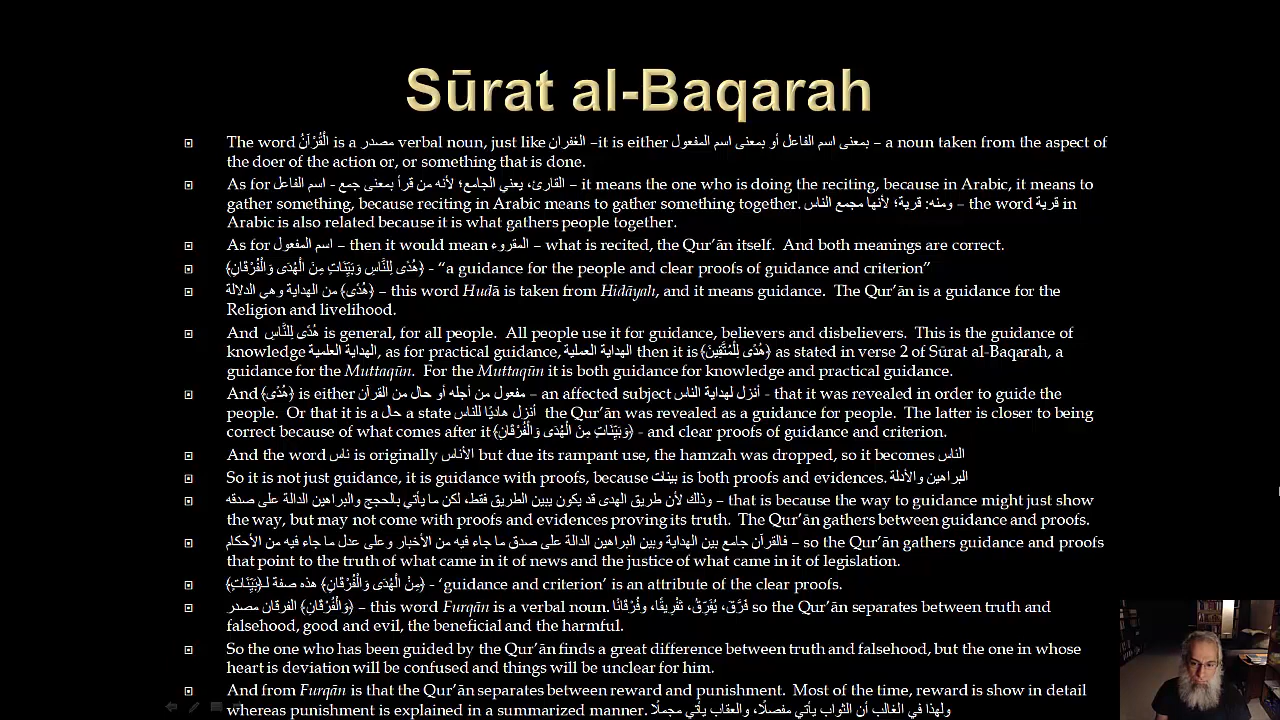 Sūrat al-Baqarah
The word الْقُرْآنُ is a مصدر verbal noun, just like الغفران –it is either بمعنى اسم الفاعل أو بمعنى اسم المفعول – a noun taken from the aspect of
the doer of the action or, or something that is done.
As for اسم الفاعل - القارئ، يعني الجامع؛ لأنه من قرأ بمعنى جمع – it means the one who is doing the reciting, because in Arabic, it means to
gather something, because reciting in Arabic means to gather something together. ومنه: قرية؛ لأنها مجمع الناس – the word قرية in
Arabic is also related because it is what gathers people together.
As for اسم المفعول – then it would mean المقروء – what is recited, the Qur’ān itself.  And both meanings are correct.
﴿هُدًى لِلنَّاسِ وَبَيِّنَاتٍ مِنَ الْهُدَى وَالْفُرْقَانِ﴾ - “a guidance for the people and clear proofs of guidance and criterion”
﴿هُدًى﴾ من الهداية وهي الدلالة – this word Hudā is taken from Hidāyah, and it means guidance.  The Qur’ān is a guidance for the
Religion and livelihood.
And هُدًى لِلنَّاسِ is general, for all people.  All people use it for guidance, believers and disbelievers.  This is the guidance of
knowledge الهداية العلمية, as for practical guidance, الهداية العملية then it is ﴿هُدًى لِلْمُتَّقِينَ﴾ as stated in verse 2 of Sūrat al-Baqarah, a
guidance for the Muttaqūn.  For the Muttaqūn it is both guidance for knowledge and practical guidance.
And ﴿هُدًى﴾ is either مفعول من أجله أو حال من القرآن – an affected subject أنزل لهداية الناس - that it was revealed in order to guide the
people.  Or that it is a حال a state أنزل هاديًا للناس the Qur’ān was revealed as a guidance for people.  The latter is closer to being
correct because of what comes after it ﴿وَبَيِّنَاتٍ مِنَ الْهُدَى وَالْفُرْقَانِ﴾ - and clear proofs of guidance and criterion.
And the word ناس is originally الأناس but due its rampant use, the hamzah was dropped, so it becomes الناس
So it is not just guidance, it is guidance with proofs, because بينات is both proofs and evidences. البراهين والأدلة
وذلك لأن طريق الهدى قد يكون يبين الطريق فقط، لكن ما يأتي بالحجج والبراهين الدالة على صدقه – that is because the way to guidance might just show
the way, but may not come with proofs and evidences proving its truth.  The Qur’ān gathers between guidance and proofs.
فالقرآن جامع بين الهداية وبين البراهين الدالة على صدق ما جاء فيه من الأخبار وعلى عدل ما جاء فيه من الأحكام – so the Qur’ān gathers guidance and proofs
that point to the truth of what came in it of news and the justice of what came in it of legislation.
﴿مِنْ الْهُدَى وَالْفُرْقَانِ﴾ هذه صفة لـ﴿بَيِّنَاتٍ﴾ - ‘guidance and criterion’ is an attribute of the clear proofs.
﴿وَالْفُرْقَانِ﴾ الفرقان مصدر – this word Furqān is a verbal noun. فَرَّقَ، يُفَرِّقُ، تَفْرِيقًا، وفُرْقَانًا so the Qur’ān separates between truth and
falsehood, good and evil, the beneficial and the harmful.
So the one who has been guided by the Qur’ān finds a great difference between truth and falsehood, but the one in whose
heart is deviation will be confused and things will be unclear for him.
And from Furqān is that the Qur’ān separates between reward and punishment.  Most of the time, reward is show in detail
whereas punishment is explained in a summarized manner. ولهذا في الغالب أن الثواب يأتي مفصلًا، والعقاب يأتي مجملًا